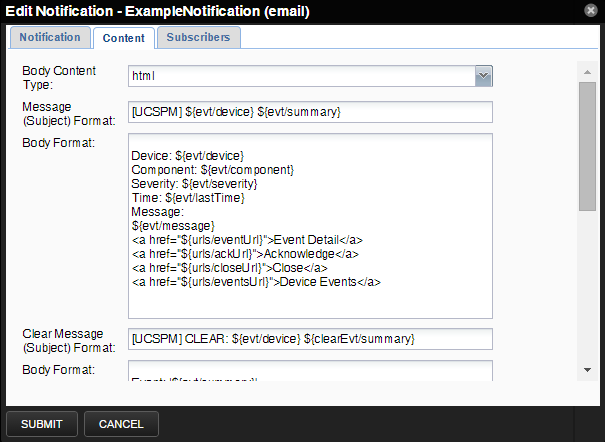 Edit Notification - ExampleNotification (email)
Notification Content Subscribers
Body Content
Type:
html
Message
(Subject) Format:
[UCSPM] ${evt/device} ${evt/summary}
Body Format:
Device: ${evt/device}
Component: ${evt/component}
Severity: ${evt/severity}
Time: ${evt/lastTime}
Message:
${evt/message}
<a href="${urls/eventUrl}">Event Detail</a>
<a href="${urls/ackUrl}">Acknowledge</a>
<a href="${urls/closeUrl}">Close</a>
<a href="${urls/eventsUrl}">Device Events</a>
Clear Message
(Subject) Format:
[UCSPM] CLEAR: ${evt/device} ${clearEvt/summary}
Body Format:
Event: '${evt/summary}'
SUBMIT CANCEL